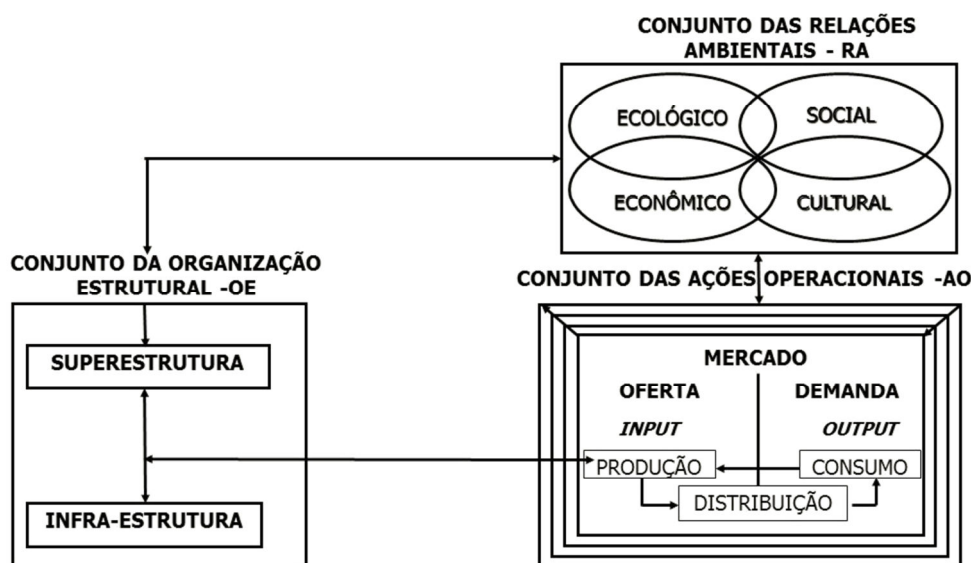 CONJUNTO DAS RELAÇÕES
AMBIENTAIS - RA
ECOLÓGICO
SOCIAL
ECONÔMICO
CULTURAL
CONJUNTO DA ORGANIZAÇÃO
ESTRUTURAL -OE
SUPERESTRUTURA
INFRA-ESTRUTURA
CONJUNTO DAS AÇÕES OPERACIONAIS -AO
MERCADO
OFERTA
DEMANDA
INPUT
OUTPUT
PRODUÇÃO
CONSUMO
DISTRIBUIÇÃO